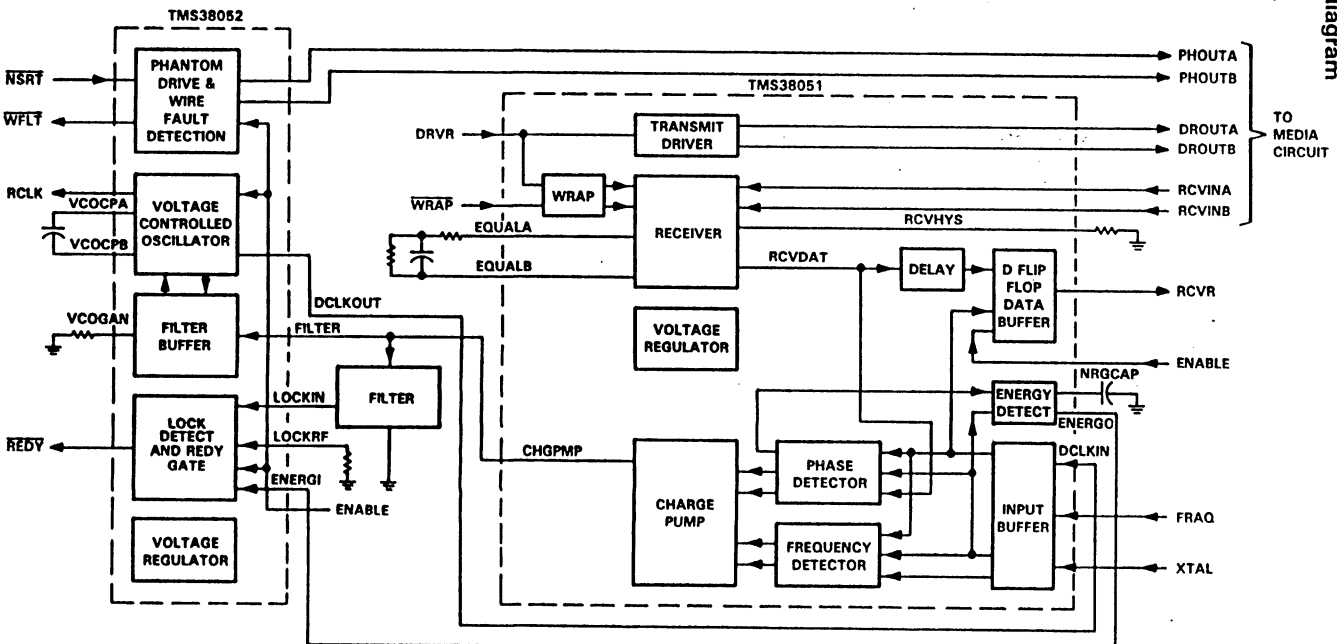 TMS38052
PHANTOM
DRIVE &
WIRE
FAULT
DETECTION
NSRT
WFLT
RCLK
VCOCPA
VCOCPB
VOLTAGE
CONTROLLED
OSCILLATOR
VCOGAN
FILTER
BUFFER
DCLKOUT
FILTER
FILTER
LOCKIN
LOCK
DETECT
AND REDY
GATE
LOCKRF
REDY
ENERGI
ENABLE
VOLTAGE
REGULATOR
TMS38051
DRVR
TRANSMIT
DRIVER
WRAP
WRAP
RECEIVER
EQUALA
EQUALB
RCVHYS
RCVDAT
DELAY
D FLIP
FLOP
DATA
BUFFER
VOLTAGE
REGULATOR
NRGCAP
ENERGY
DETECT
ENERGO
DCLKIN
CHGPMP
CHARGE
PUMP
PHASE
DETECTOR
FREQUENCY
DETECTOR
INPUT
BUFFER
PHOUTA
PHOUTB
DROUTA
DROUTB
RCVINA
RCVINB
TO
MEDIA
CIRCUIT
RCVR
ENABLE
FRAQ
XTAL